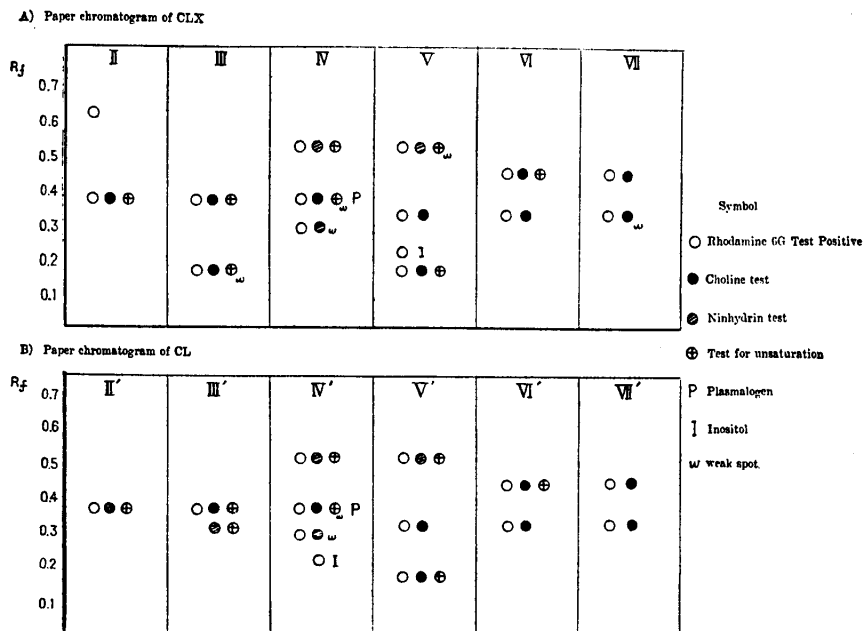 A) Paper chromatogram of CLX
Rf
II III IV V VI VII
0.7
0.6
0.5
0.4
0.3
0.2
0.1
w
w P
w
w
I
w
Symbol
Rhodamine 6G Test Positive
Choline test
Ninhydrin test
Test for unsaturation
P Plasmalogen
I Inositol
w weak spot.
B) Paper chromatogram of CL
Rf
II′ III′ IV′ V′ VI′ VII′
0.7
0.6
0.5
0.4
0.3
0.2
0.1
w P
w
I